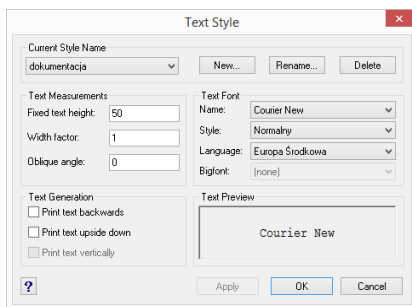 Text Style
Current Style Name
dokumentacja
New... Rename... Delete
Text Measurements
Fixed text height: 50
Width factor: 1
Oblique angle: 0
Text Font
Name: Courier New
Style: Normalny
Language: Europa Środkowa
Bigfont: (none)
Text Generation
Print text backwards
Print text upside down
Print text vertically
Text Preview
Courier New
? Apply OK Cancel